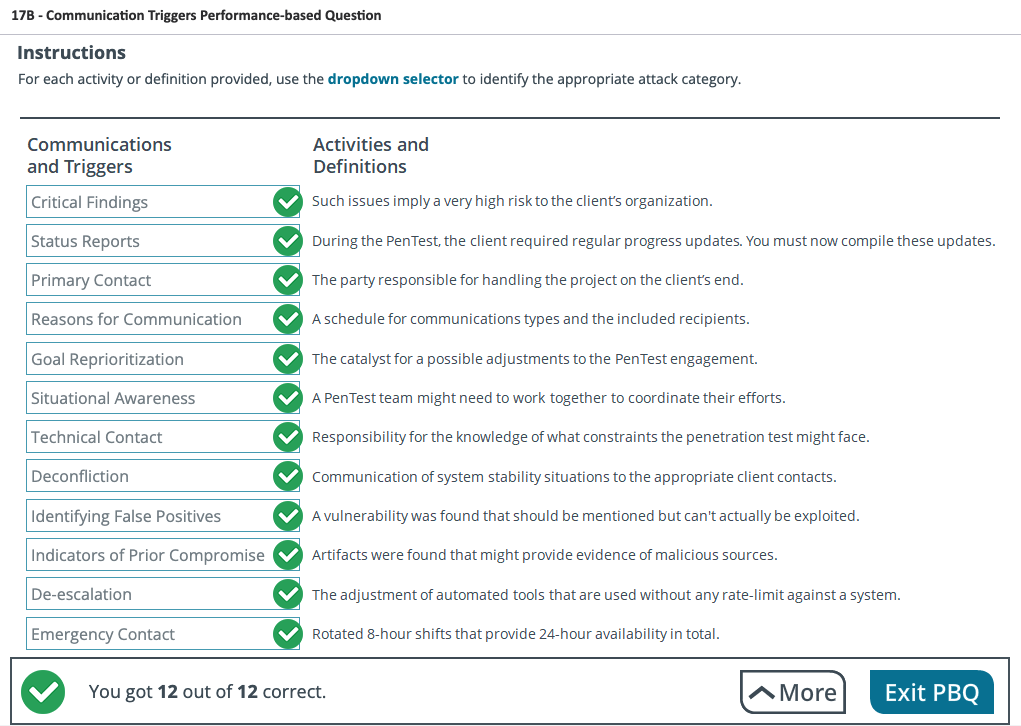 17B - Communication Triggers Performance-based Question
Instructions
For each activity or definition provided, use the dropdown selector to identify the appropriate attack category.
Communications and Triggers
Activities and Definitions
Critical Findings
Such issues imply a very high risk to the client's organization.
Status Reports
During the PenTest, the client required regular progress updates. You must now compile these updates.
Primary Contact
The party responsible for handling the project on the client's end.
Reasons for Communication
A schedule for communications types and the included recipients.
Goal Reprioritization
The catalyst for a possible adjustments to the PenTest engagement.
Situational Awareness
A PenTest team might need to work together to coordinate their efforts.
Technical Contact
Responsibility for the knowledge of what constraints the penetration test might face.
Deconfliction
Communication of system stability situations to the appropriate client contacts.
Identifying False Positives
A vulnerability was found that should be mentioned but can't actually be exploited.
Indicators of Prior Compromise
Artifacts were found that might provide evidence of malicious sources.
De-escalation
The adjustment of automated tools that are used without any rate-limit against a system.
Emergency Contact
Rotated 8-hour shifts that provide 24-hour availability in total.
You got 12 out of 12 correct.
More
Exit PBQ